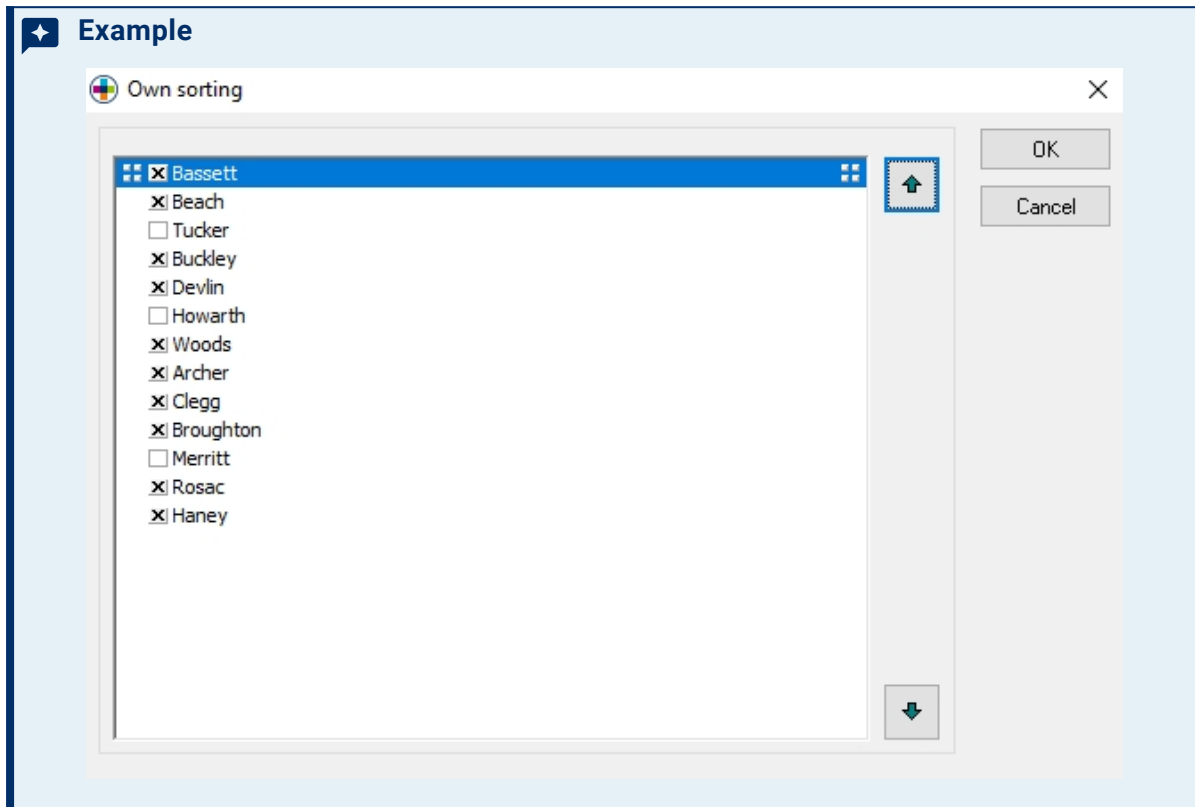 Example
Own sorting
OK
Cancel
Bassett
Beach
Tucker
Buckley
Devlin
Howarth
Woods
Archer
Clegg
Broughton
Merritt
Rosac
Haney